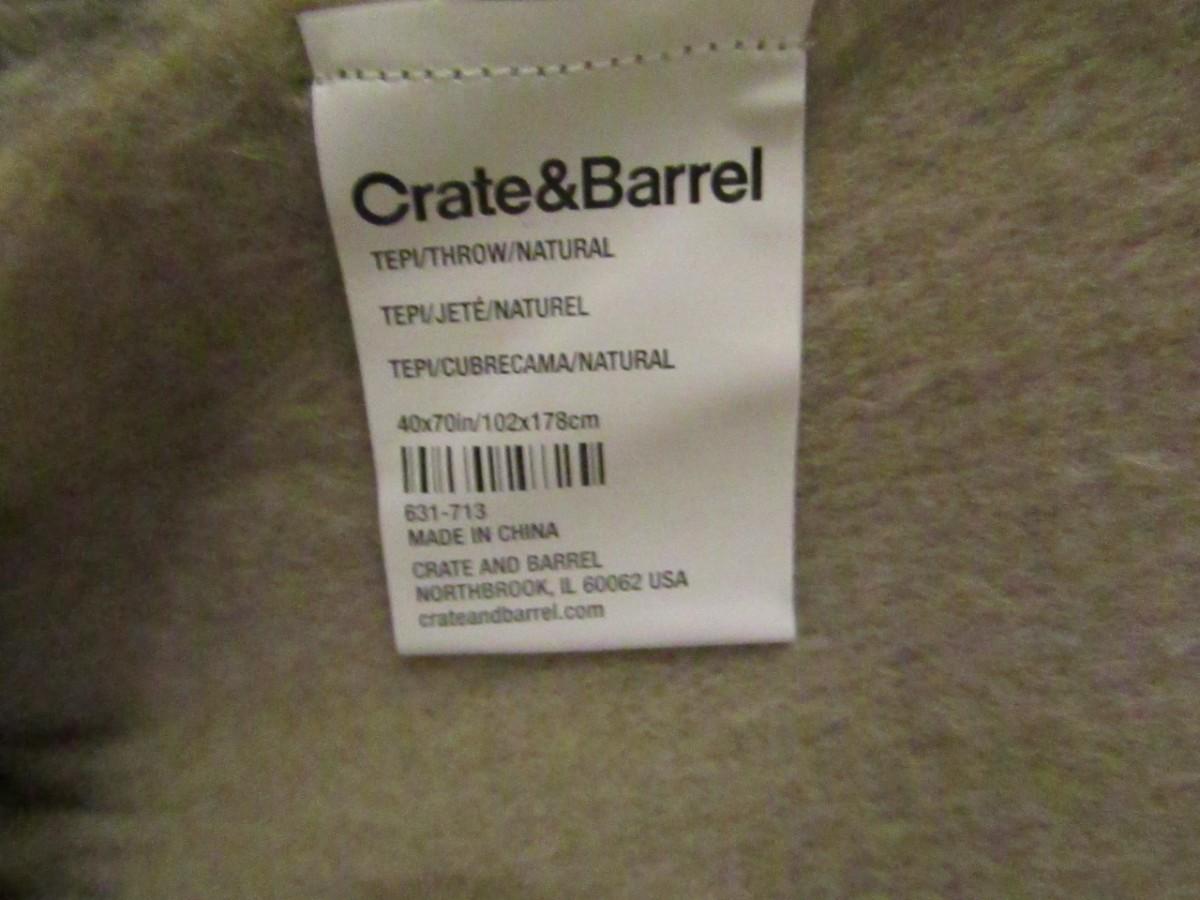 Crate&Barrel
TEPI/THROW/NATURAL
TEPI/JETÉ/NATUREL
TEPI/CUBRECAMA/NATURAL
40x70in/102x178cm
631-713
MADE IN CHINA
CRATE AND BARREL
NORTHBROOK, IL 60062 USA
crateandbarrel.com